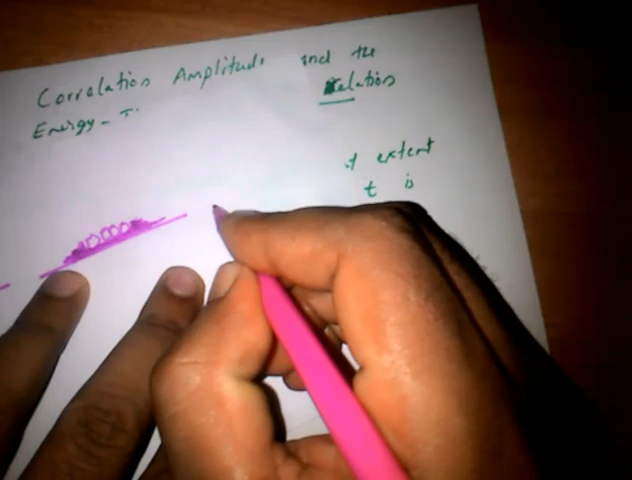 Correlation Amplitude and the
Energy - T Relation
extent
t is